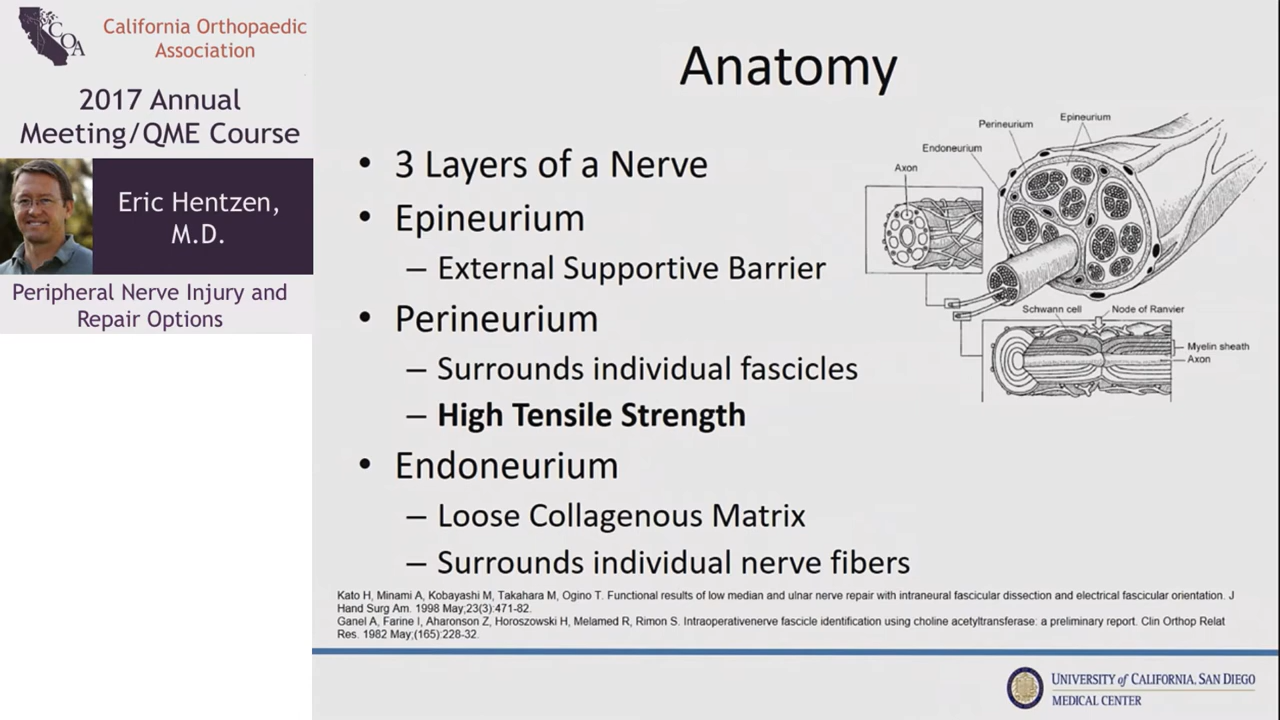 COA
California Orthopaedic
Association
2017 Annual
Meeting/QME Course
Eric Hentzen,
M.D.
Peripheral Nerve Injury and
Repair Options
Anatomy
• 3 Layers of a Nerve
• Epineurium
– External Supportive Barrier
• Perineurium
– Surrounds individual fascicles
– High Tensile Strength
• Endoneurium
– Loose Collagenous Matrix
– Surrounds individual nerve fibers
Epineurium
Perineurium
Endoneurium
Axon
Schwann cell
Node of Ranvier
Myelin sheath
Axon
Kato H, Minami A, Kobayashi M, Takahara M, Ogino T. Functional results of low median and ulnar nerve repair with intraneural fascicular dissection and electrical fascicular orientation. J
Hand Surg Am. 1998 May;23(3):471-82.
Ganel A, Farine I, Aharonson Z, Horoszowski H, Melamed R, Rimon S. Intraoperativenerve fascicle identification using choline acetyltransferase: a preliminary report. Clin Orthop Relat
Res. 1982 May;(165):228-32.
UNIVERSITY of CALIFORNIA, SAN DIEGO
MEDICAL CENTER